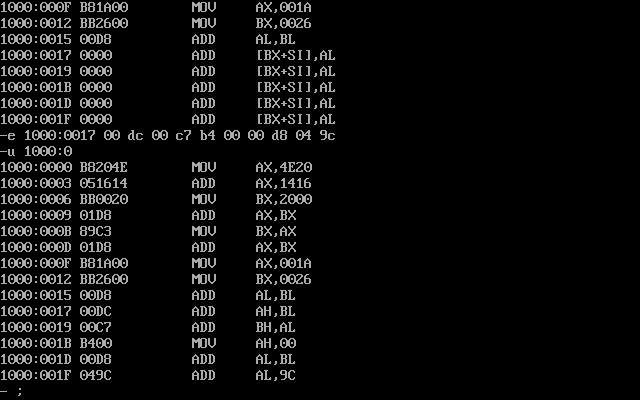 1000:000F B81A00 MOV AX,001A
1000:0012 BB2600 MOV BX,0026
1000:0015 00D8 ADD AL,BL
1000:0017 0000 ADD [BX+SI],AL
1000:0019 0000 ADD [BX+SI],AL
1000:001B 0000 ADD [BX+SI],AL
1000:001D 0000 ADD [BX+SI],AL
1000:001F 0000 ADD [BX+SI],AL
-e 1000:0017 00 dc 00 c7 b4 00 00 d8 04 9c
-u 1000:0
1000:0000 B8204E MOV AX,4E20
1000:0003 051614 ADD AX,1416
1000:0006 BB0020 MOV BX,2000
1000:0009 01D8 ADD AX,BX
1000:000B 89C3 MOV BX,AX
1000:000D 01D8 ADD AX,BX
1000:000F B81A00 MOV AX,001A
1000:0012 BB2600 MOV BX,0026
1000:0015 00D8 ADD AL,BL
1000:0017 00DC ADD AH,BL
1000:0019 00C7 ADD BH,AL
1000:001B B400 MOV AH,00
1000:001D 00D8 ADD AL,BL
1000:001F 049C ADD AL,9C
- ;